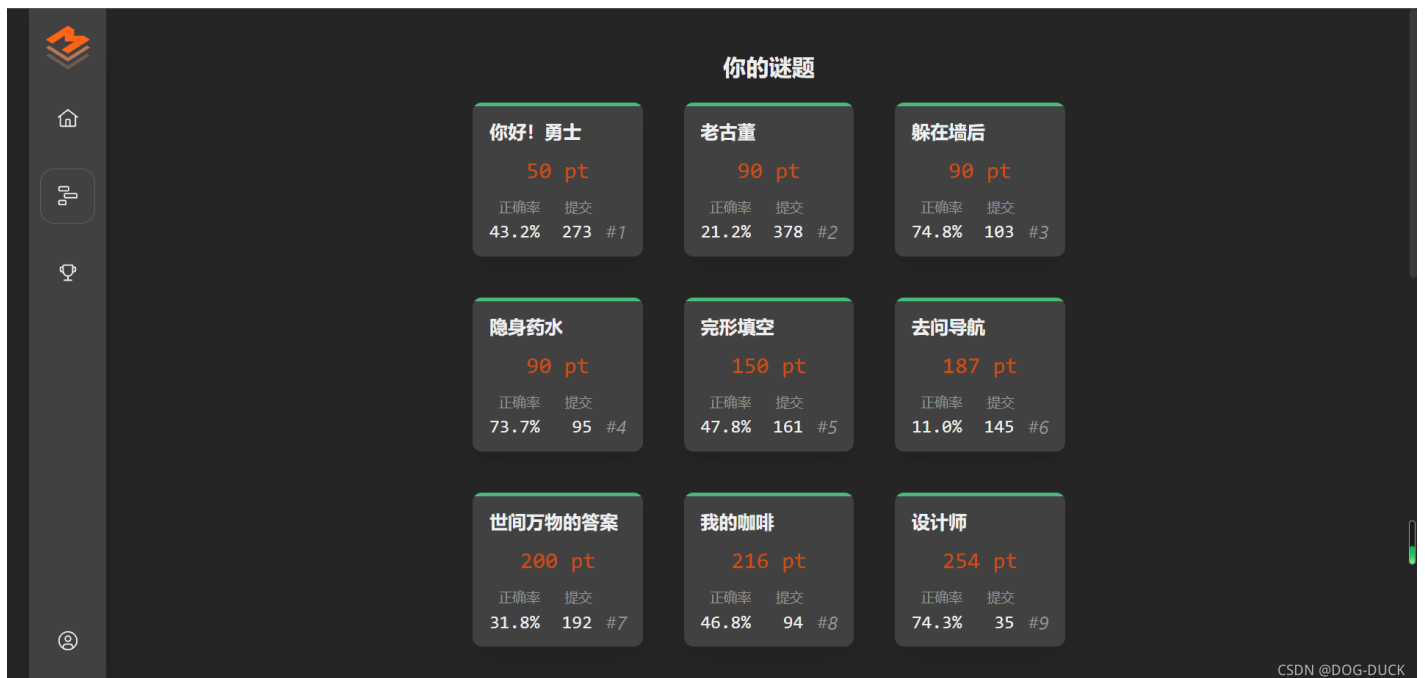 你的谜题
你好！勇士 老古董 躲在墙后
50 pt 90 pt 90 pt
正确率 提交 正确率 提交 正确率 提交
43.2% 273 #1 21.2% 378 #2 74.8% 103 #3
隐身药水 完形填空 去问导航
90 pt 150 pt 187 pt
正确率 提交 正确率 提交 正确率 提交
73.7% 95 #4 47.8% 161 #5 11.0% 145 #6
世间万物的答案 我的咖啡 设计师
200 pt 216 pt 254 pt
正确率 提交 正确率 提交 正确率 提交
31.8% 192 #7 46.8% 94 #8 74.3% 35 #9
CSDN @DOG-DUCK